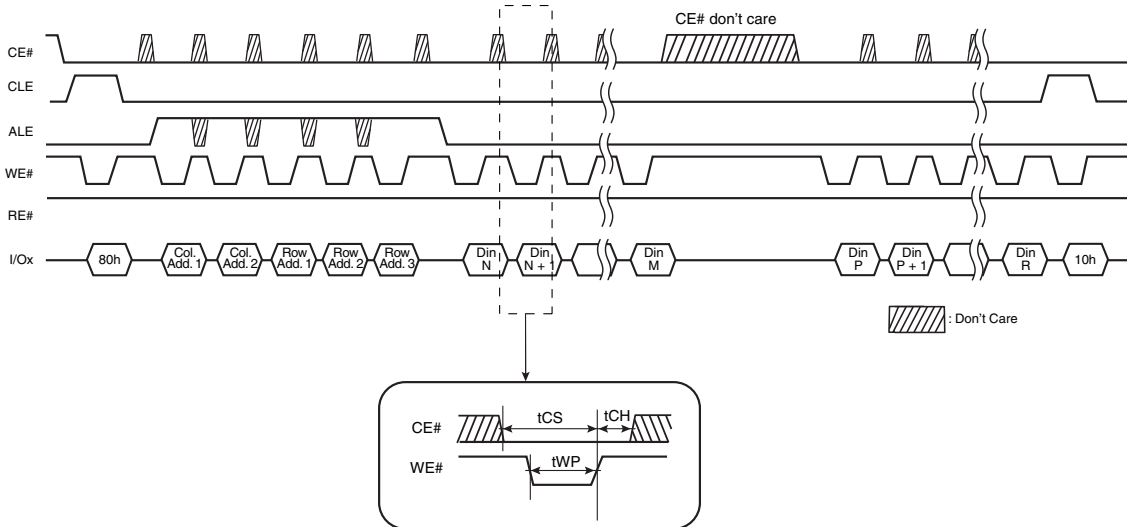 CE# don't care
CE#
CLE
ALE
WE#
RE#
I/Ox
80h
Col.
Add. 1
Col.
Add. 2
Row
Add. 1
Row
Add. 2
Row
Add. 3
Din
N
Din
N + 1
Din
M
Din
P
Din
P + 1
Din
R
10h
: Don't Care
CE#
tCS
tCH
WE#
tWP